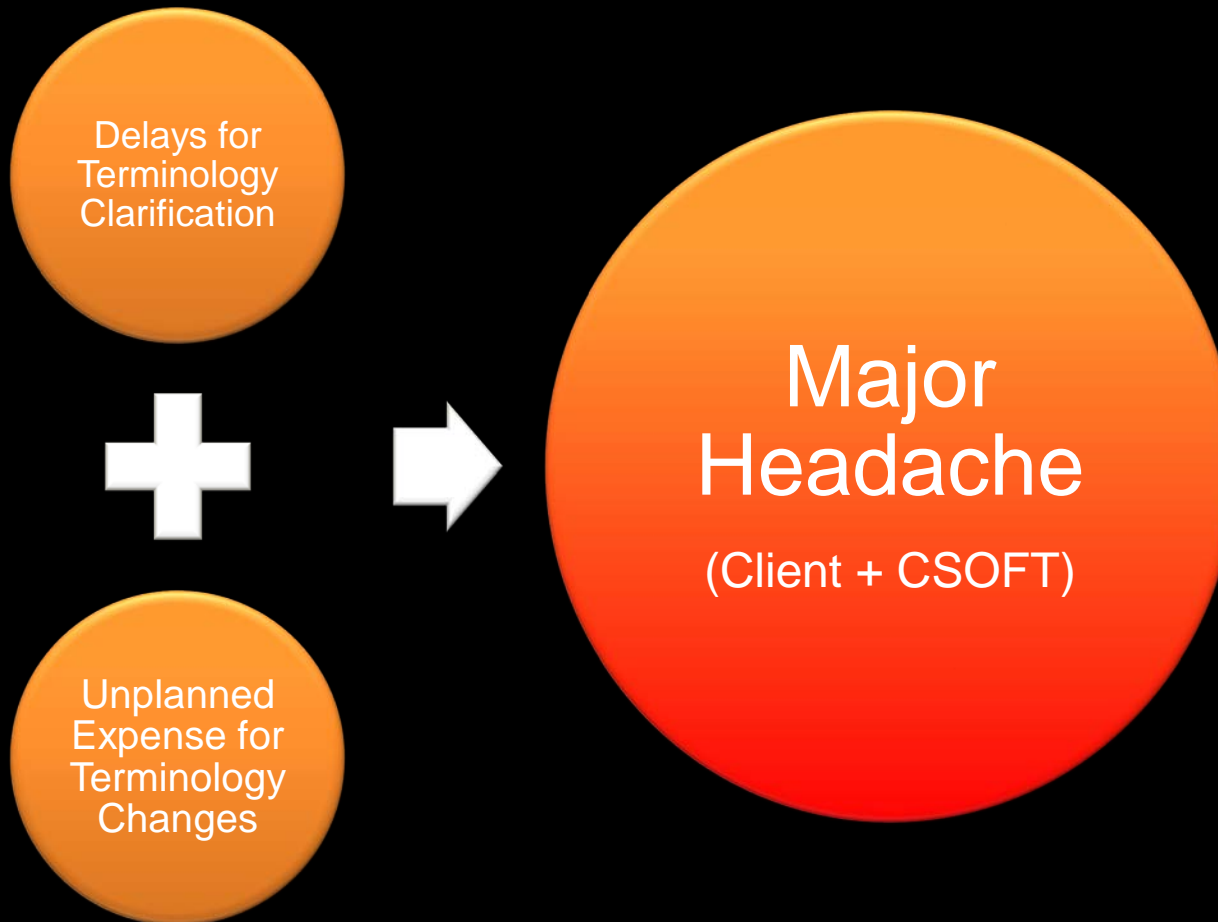 Delays for
Terminology
Clarification
Unplanned
Expense for
Terminology
Changes
Major
Headache
(Client + CSOFT)